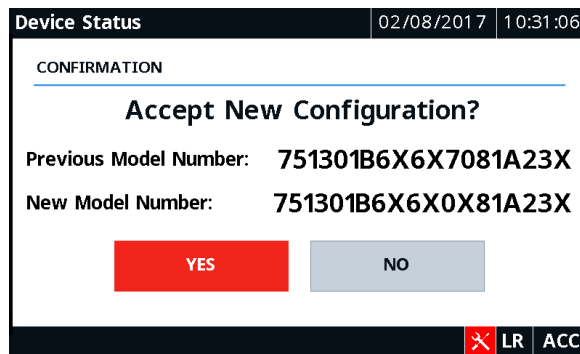 Device Status 02/08/2017 10:31:06
CONFIRMATION
Accept New Configuration?
Previous Model Number: 751301B6X6X7081A23X
New Model Number: 751301B6X6X0X81A23X
YES NO
LR ACC